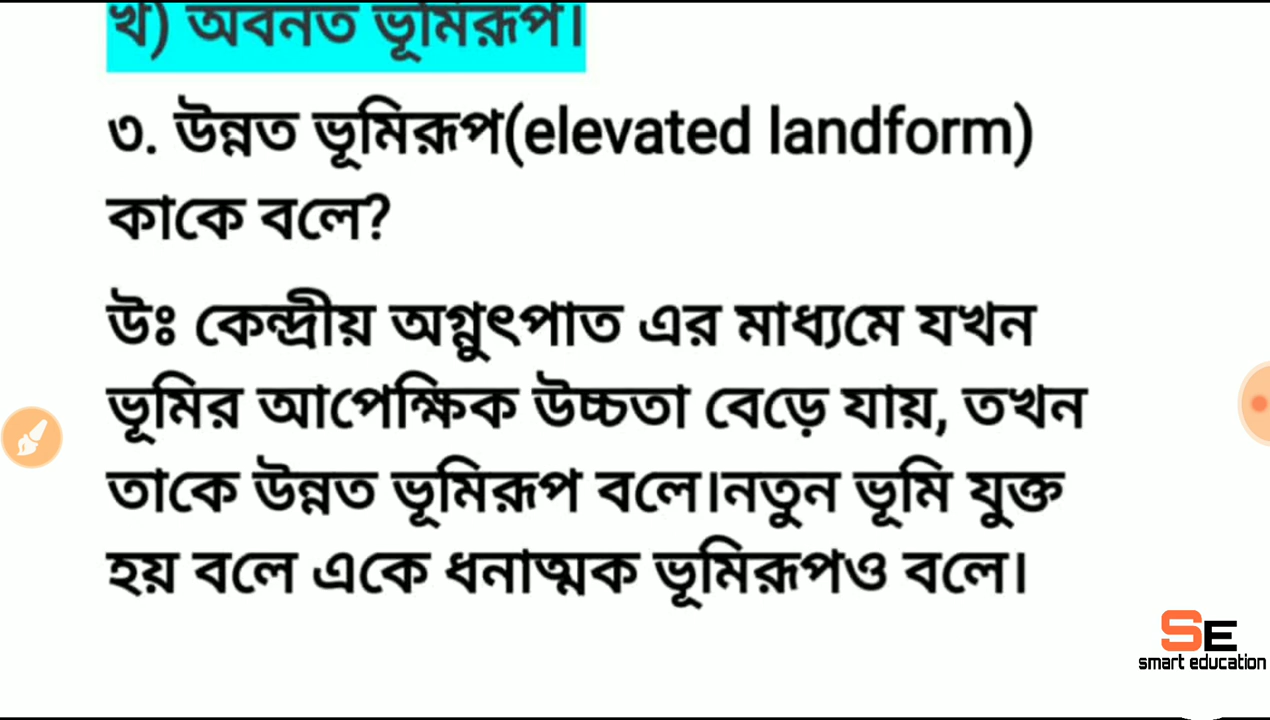 খ) অবনত ভূমিরূপ।
৩. উন্নত ভূমিরূপ(elevated landform)
কাকে বলে?
উঃ কেন্দ্রীয় অগ্নুৎপাত এর মাধ্যমে যখন
ভূমির আপেক্ষিক উচ্চতা বেড়ে যায়, তখন
তাকে উন্নত ভূমিরূপ বলে।নতুন ভূমি যুক্ত
হয় বলে একে ধনাত্মক ভূমিরূপও বলে।
SE
smart education